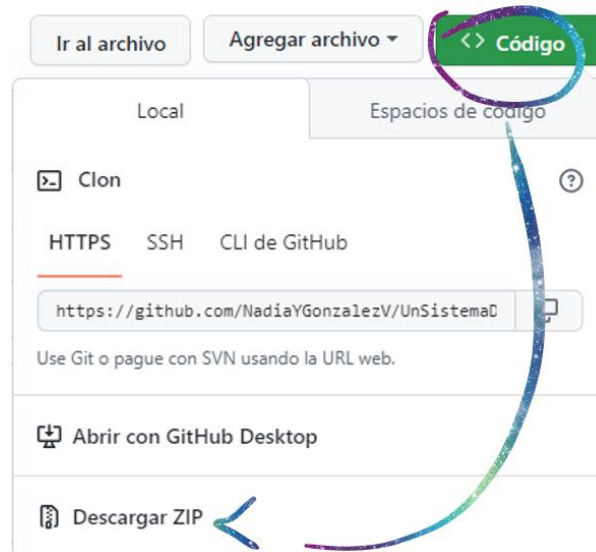 Ir al archivo Agregar archivo <> Código
Local Espacios de código
Clon
HTTPS SSH CLI de GitHub
https://github.com/NadiaYGonzalezV/UnSistemaD
Use Git o pague con SVN usando la URL web.
Abrir con GitHub Desktop
Descargar ZIP